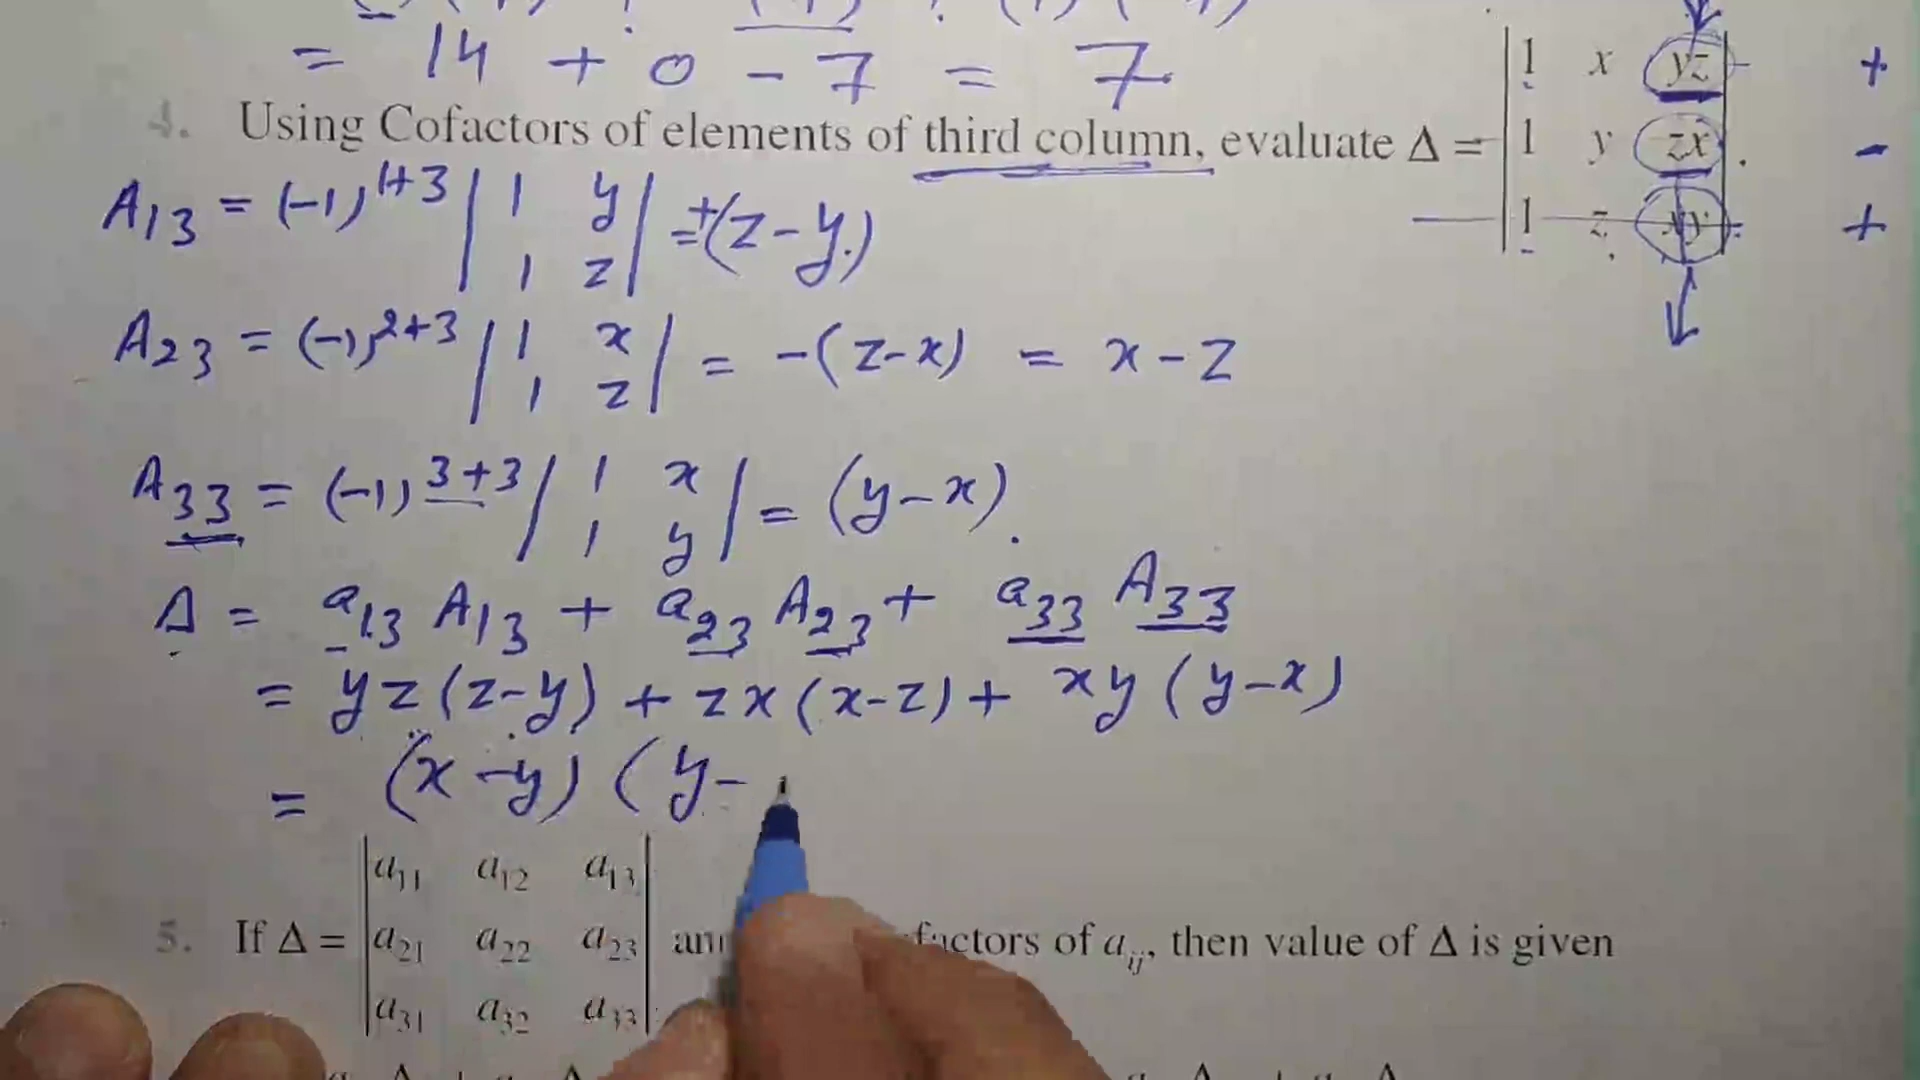 = 14 + 0 - 7 = 7
4. Using Cofactors of elements of third column, evaluate Δ = | 1 x yz | +
| 1 y zx | . -
| 1 z xy | +
A13 = (-1)^1+3 | 1 y | = +(z-y)
| 1 z |
A23 = (-1)^2+3 | 1 x | = -(z-x) = x-z
| 1 z |
A33 = (-1)^3+3 | 1 x | = (y-x).
| 1 y |
Δ = a13 A13 + a23 A23 + a33 A33
= yz(z-y) + zx(x-z) + xy(y-x)
= (x-y) (y-
| a11 a12 a13 |
5. If Δ = | a21 a22 a23 | of aij, then value of Δ is given
| a31 a32 a33 |